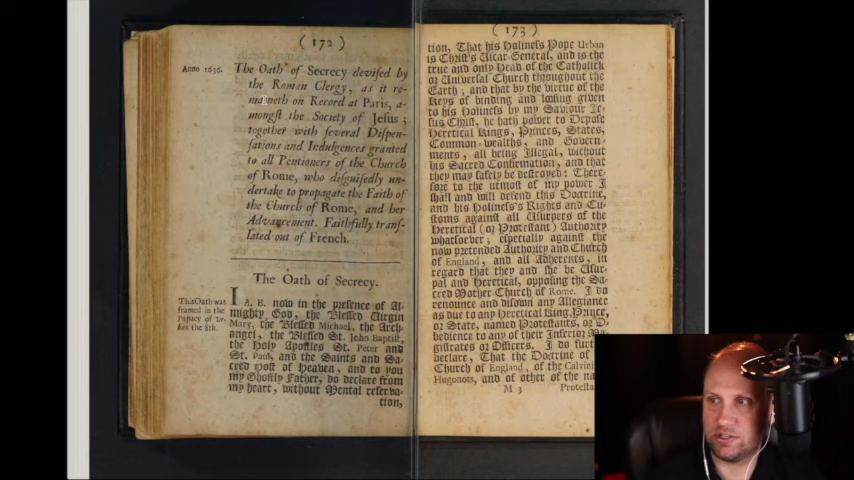 ( 172 )
Anno 1636.
The Oath of Secrecy devised by
the Roman Clergy, as it re-
maineth on Record at Paris, a-
mongſt the Society of Jeſus ;
together with ſeveral Diſpen-
ſations and Indulgences granted
to all Pentioners of the Church
of Rome, who diſguiſedly un-
dertake to propagate the Faith of
the Church of Rome, and her
Advancement. Faithfully tranſ-
lated out of French.
The Oath of Secrecy.
This Oath was
framed in the
Papacy of Ur-
ban the 8th.
I A. B. now in the preſence of Al-
mighty God, the Bleſſed Virgin
Mary, the Bleſſed Michael, the Arch-
angel, the Bleſſed St. John Baptiſt,
the Holy Apoſtles St. Peter and
St. Paul, and the Saints and Sa-
cred Hoſt of Heaven, and to you
my Ghoſtly Father, do declare from
my heart, without Mental reſerva-
tion,
( 173 )
tion, That his Holineſs Pope Urban
is Chriſt's Vicar-General, and is the
true and only Head of the Catholick
or Univerſal Church throughout the
Earth ; and that by the virtue of the
Keys of binding and looſing given
to his Holineſs by my Saviour Je-
ſus Chriſt, he hath power to Depoſe
Heretical Kings, Princes, States,
Common-wealths, and Govern-
ments, all being Illegal, without
his Sacred Confirmation, and that
they may ſafely be deſtroyed : There-
fore to the utmoſt of my power I
ſhall and will defend this Doctrine,
and his Holineſs's Rights and Cu-
ſtoms againſt all Uſurpers of the
Heretical (or Proteſtant) Authority
whatſoever ; eſpecially againſt the
now pretended Authority and Church
of England, and all Adherents, in
regard that they and ſhe be Uſur-
pal and Heretical, oppoſing the Sa-
cred Mother-Church of Rome. I do
renounce and diſown any Allegiance
as due to any Heretical King, Prince,
or State, named Proteſtants, or O-
bedience to any of their Inferior Ma-
giſtrates or Officers. I do furt
declare, That the Doctrine of
Church of England, of the Calvini
Hugonots, and of other of the na
M 3
Proteſta